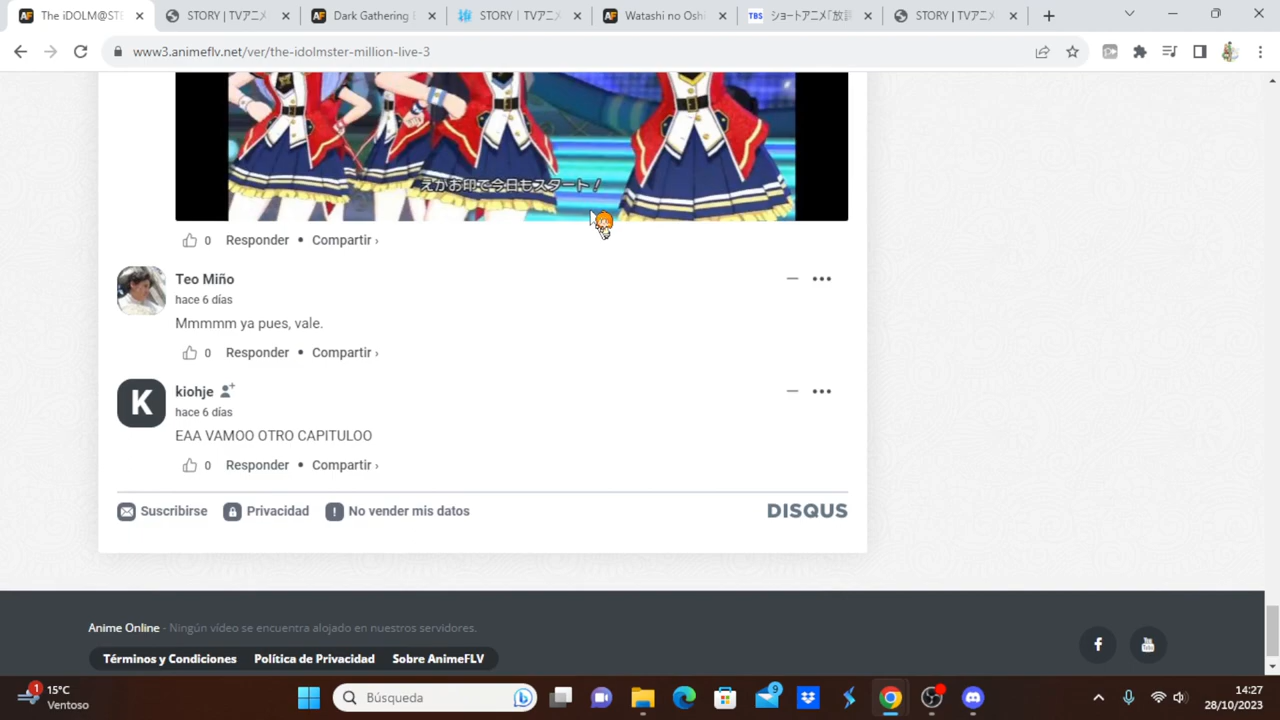 The iDOLM@STE
STORY | TVアニメ
Dark Gathering E
STORY | TVアニメ
Watashi no Oshi
TBS ショートアニメ『放課
STORY | TVアニメ
www3.animeflv.net/ver/the-idolmster-million-live-3
えがお印で今日もスタート！
0 Responder • Compartir ›
Teo Miño
hace 6 días
Mmmmm ya pues, vale.
0 Responder • Compartir ›
K
kiohje
hace 6 días
EAA VAMOO OTRO CAPITULOO
0 Responder • Compartir ›
Suscribirse Privacidad No vender mis datos DISQUS
Anime Online - Ningún vídeo se encuentra alojado en nuestros servidores.
Términos y Condiciones Política de Privacidad Sobre AnimeFLV
1 15°C
Ventoso
Búsqueda
9
14:27
28/10/2023